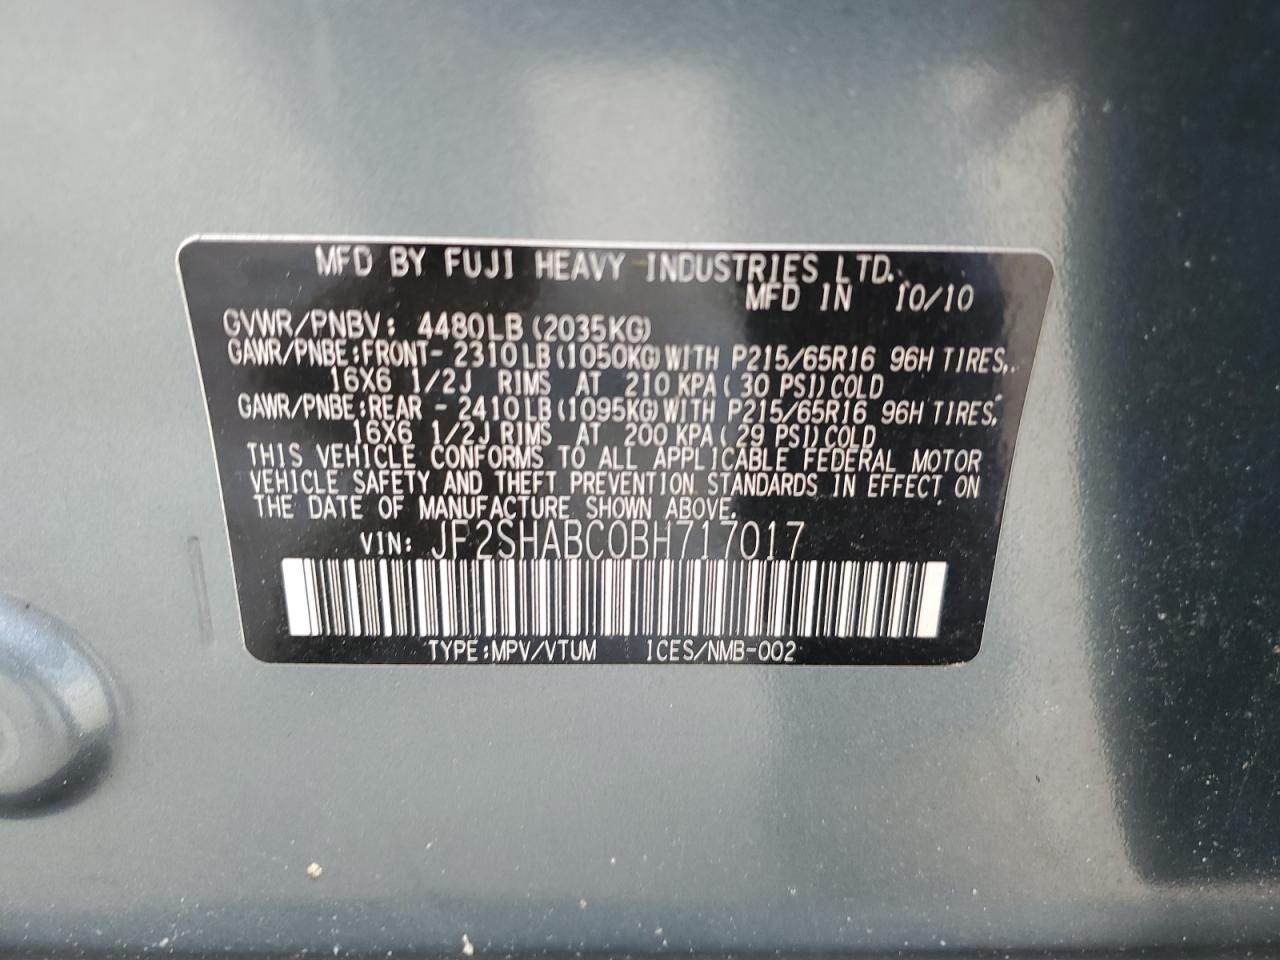 MFD BY FUJI HEAVY INDUSTRIES LTD.
MFD IN 10/10
GVWR/PNBV: 4480LB(2035KG)
GAWR/PNBE:FRONT- 2310LB(1050KG)WITH P215/65R16 96H TIRES,
16X6 1/2J RIMS AT 210 KPA( 30 PSI)COLD
GAWR/PNBE:REAR - 2410LB(1095KG)WITH P215/65R16 96H TIRES,
16X6 1/2J RIMS AT 200 KPA( 29 PSI)COLD
THIS VEHICLE CONFORMS TO ALL APPLICABLE FEDERAL MOTOR
VEHICLE SAFETY AND THEFT PREVENTION STANDARDS IN EFFECT ON
THE DATE OF MANUFACTURE SHOWN ABOVE.
VIN: JF2SHABC0BH717017
TYPE:MPV/VTUM ICES/NMB-002